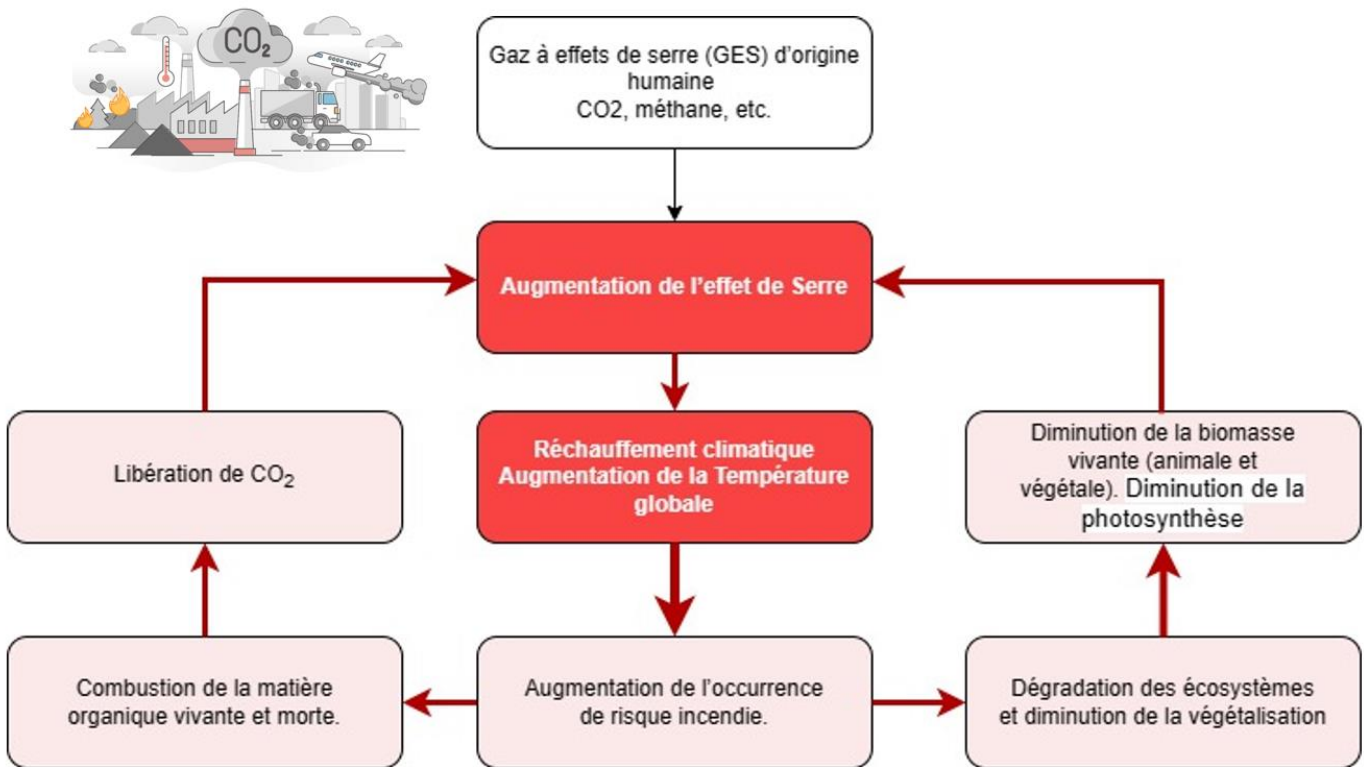 CO₂
Gaz à effets de serre (GES) d'origine
humaine
CO2, méthane, etc.
Augmentation de l'effet de Serre
Libération de CO₂
Réchauffement climatique
Augmentation de la Température
globale
Diminution de la biomasse
vivante (animale et
végétale). Diminution de la
photosynthèse
Combustion de la matière
organique vivante et morte.
Augmentation de l'occurrence
de risque incendie.
Dégradation des écosystèmes
et diminution de la végétalisation